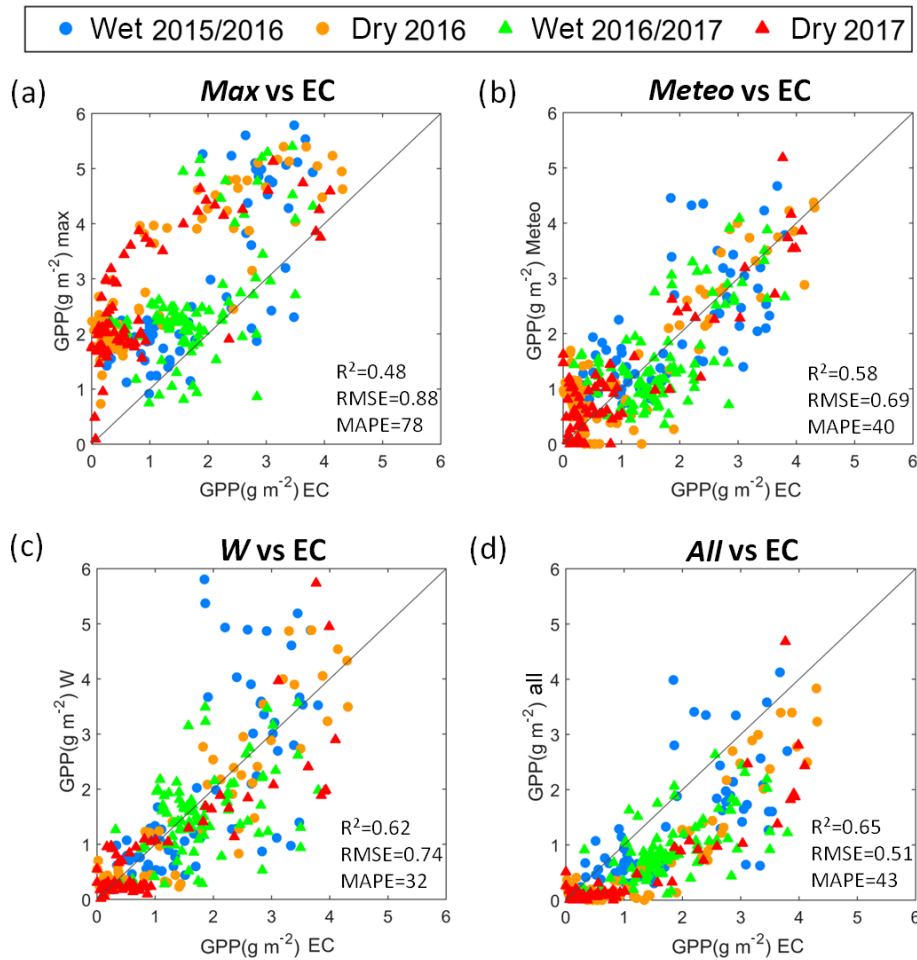 Wet 2015/2016 Dry 2016 Wet 2016/2017 Dry 2017
(a)
Max vs EC
6
5
4
3
2
1
0
GPP(g m⁻²) max
R²=0.48
RMSE=0.88
MAPE=78
0 1 2 3 4 5 6
GPP(g m⁻²) EC
(b)
Meteo vs EC
6
5
4
3
2
1
0
GPP(g m⁻²) Meteo
R²=0.58
RMSE=0.69
MAPE=40
0 1 2 3 4 5 6
GPP(g m⁻²) EC
(c)
W vs EC
6
5
4
3
2
1
0
GPP(g m⁻²) W
R²=0.62
RMSE=0.74
MAPE=32
0 1 2 3 4 5 6
GPP(g m⁻²) EC
(d)
All vs EC
6
5
4
3
2
1
0
GPP(g m⁻²) all
R²=0.65
RMSE=0.51
MAPE=43
0 1 2 3 4 5 6
GPP(g m⁻²) EC